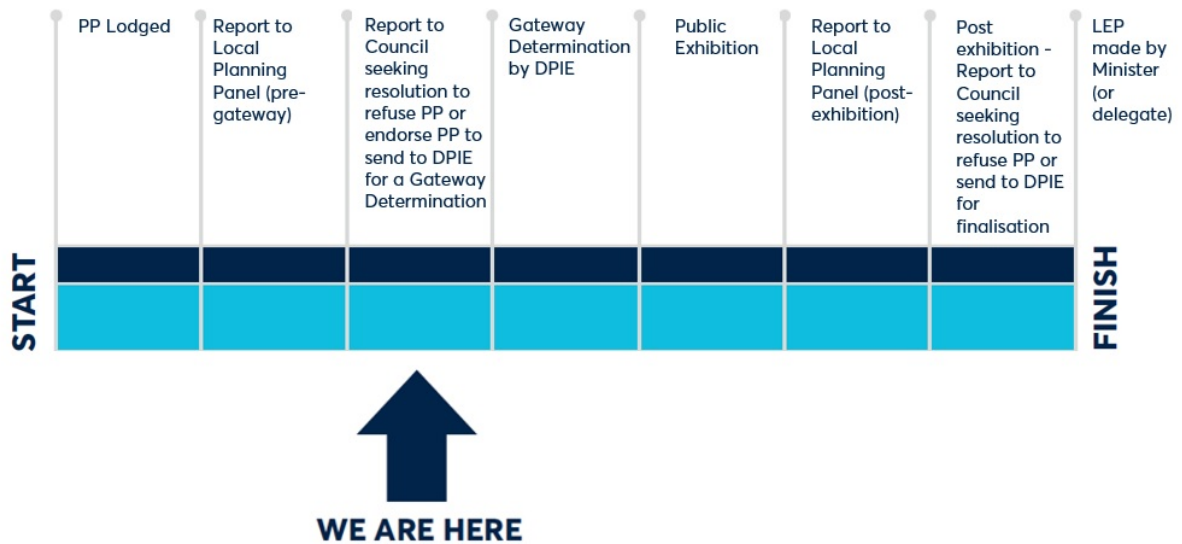 PP Lodged
Report to
Local
Planning
Panel (pre-
gateway)
Report to
Council
seeking
resolution to
refuse PP or
endorse PP to
send to DPIE
for a Gateway
Determination
Gateway
Determination
by DPIE
Public
Exhibition
Report to
Local
Planning
Panel (post-
exhibition)
Post
exhibition -
Report to
Council
seeking
resolution to
refuse PP or
send to DPIE
for
finalisation
LEP
made by
Minister
(or
delegate)
START
FINISH
WE ARE HERE